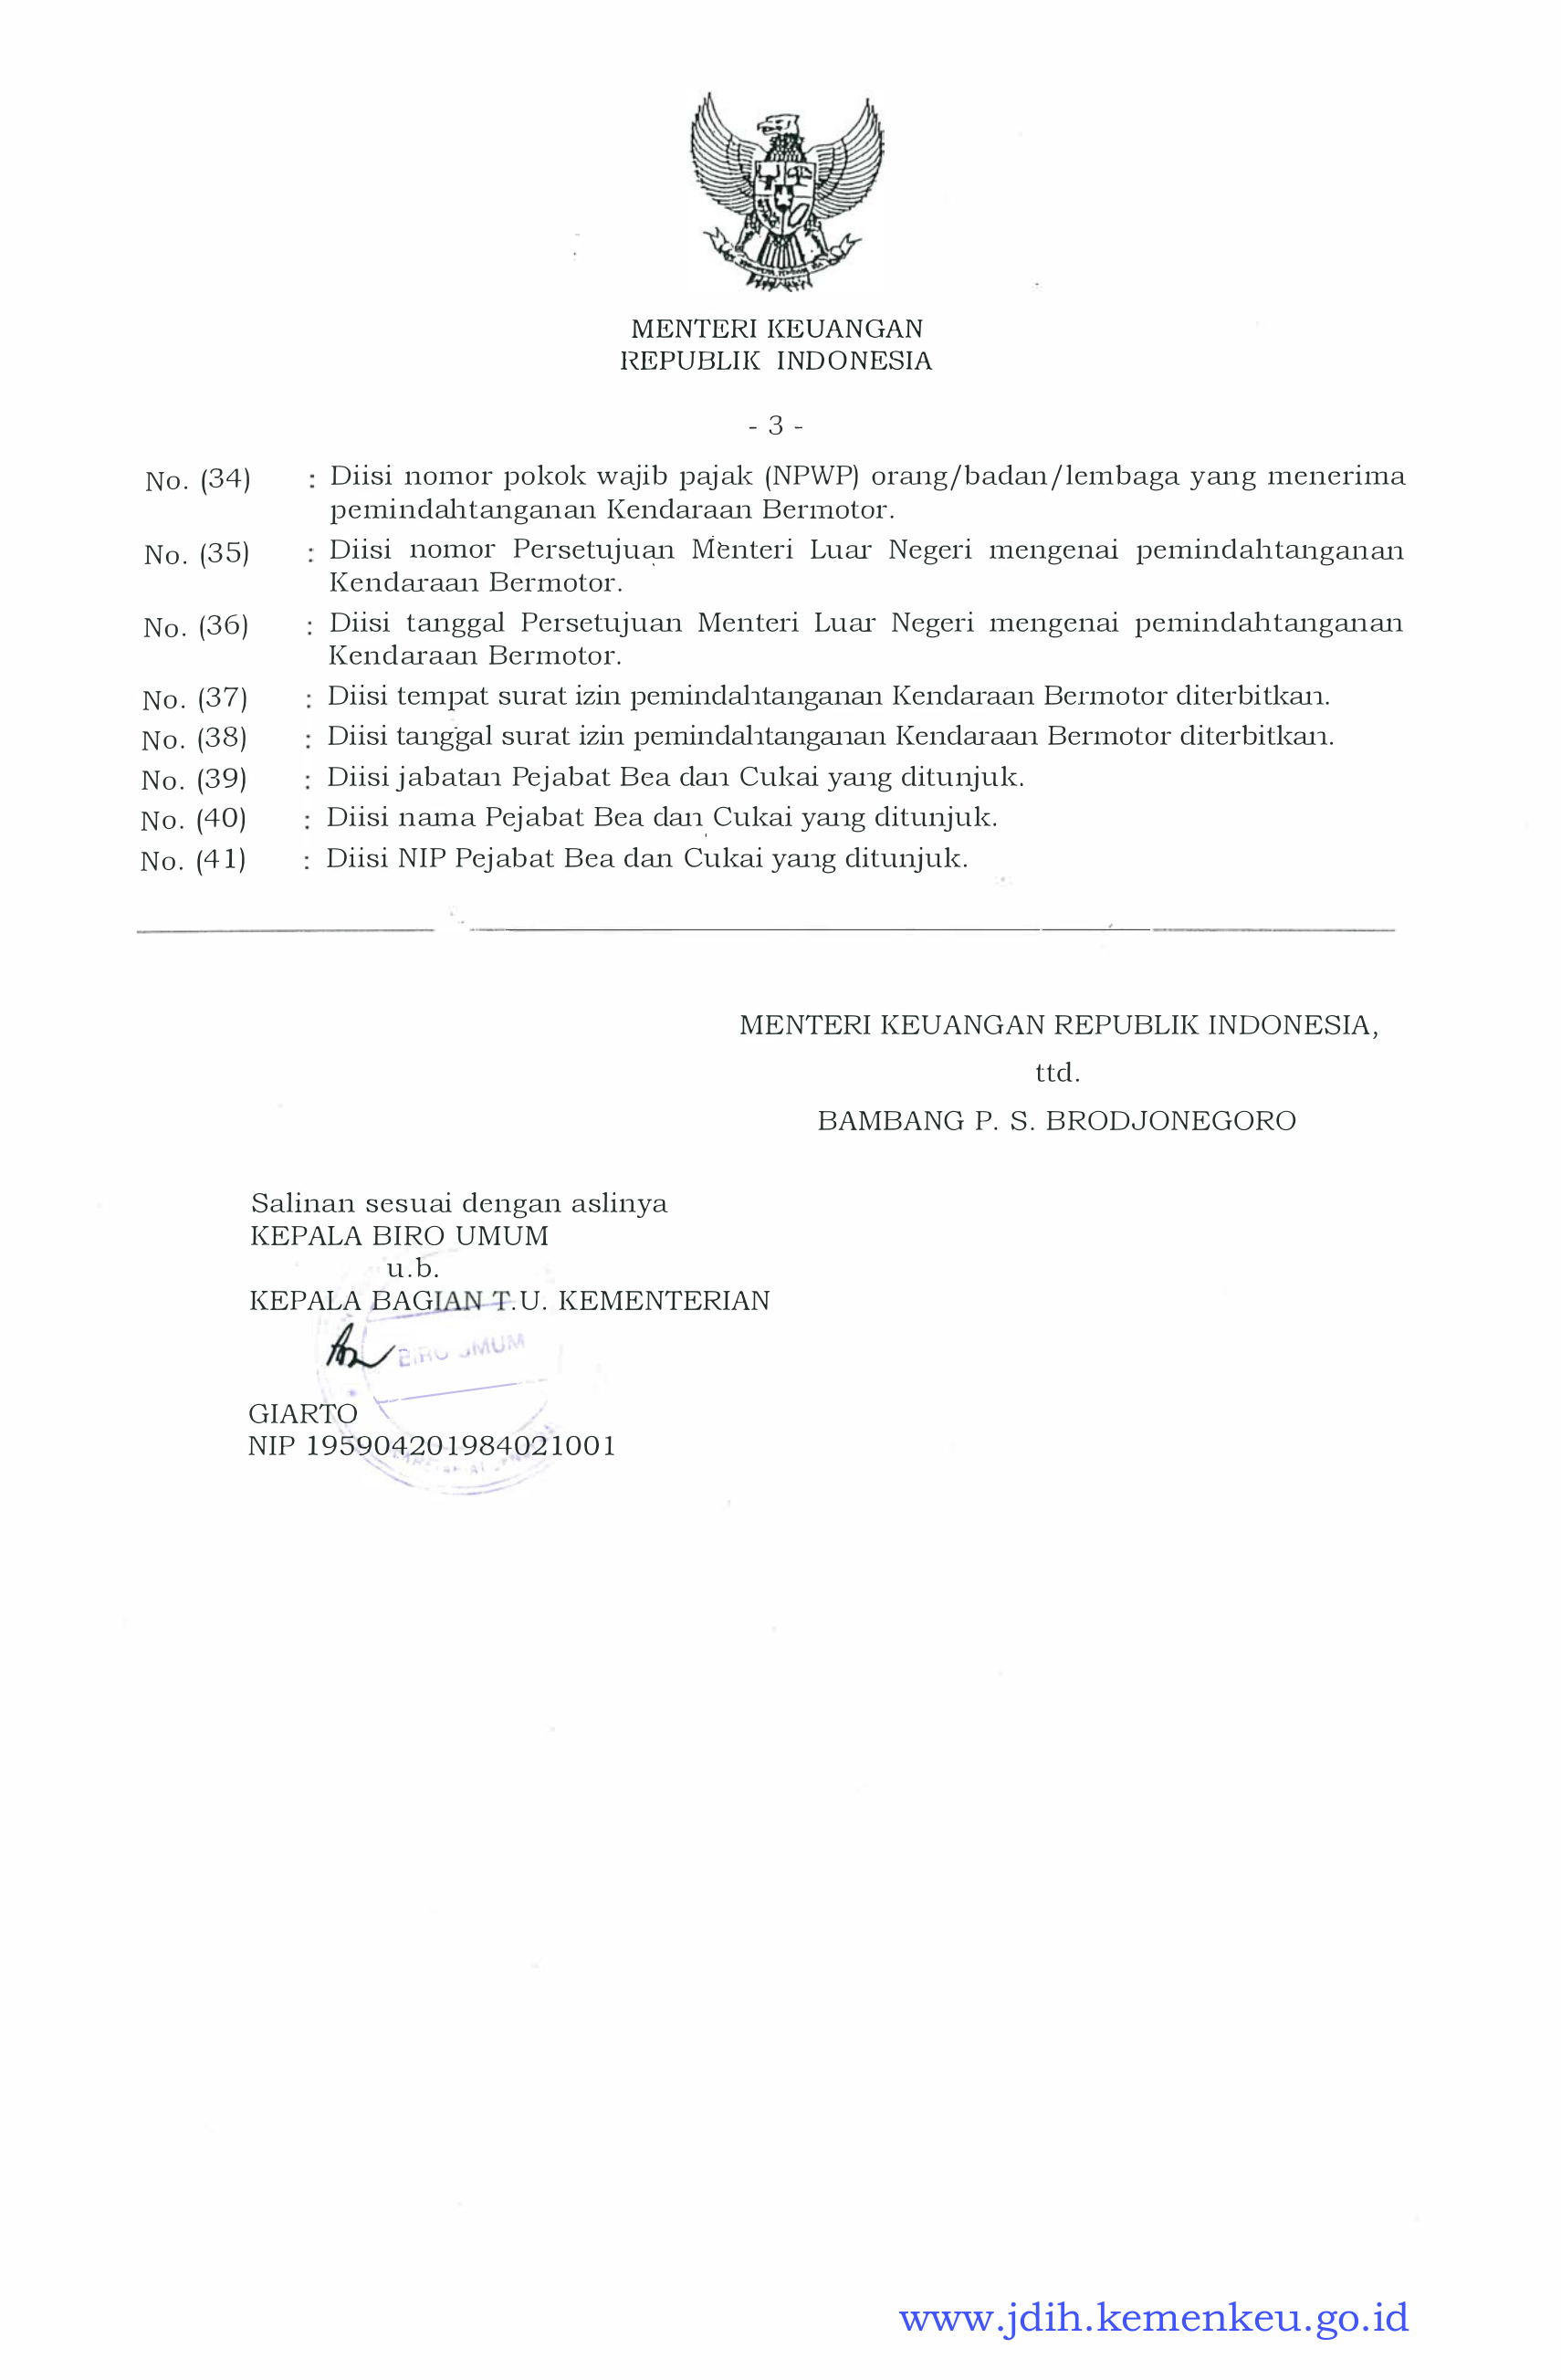 MENTERI KEUANGAN
REPUBLIK INDONESIA
- 3 -
No. (34) : Diisi nomor pokok wajib pajak (NPWP) orang/badan/lembaga yang menerima
pemindahtanganan Kendaraan Bermotor.
No. (35) : Diisi nomor Persetujuan Menteri Luar Negeri mengenai pemindahtanganan
Kendaraan Bermotor.
No. (36) : Diisi tanggal Persetujuan Menteri Luar Negeri mengenai pemindahtanganan
Kendaraan Bermotor.
No. (37) : Diisi tempat surat izin pemindahtanganan Kendaraan Bermotor diterbitkan.
No. (38) : Diisi tanggal surat izin pemindahtanganan Kendaraan Bermotor diterbitkan.
No. (39) : Diisi jabatan Pejabat Bea dan Cukai yang ditunjuk.
No. (40) : Diisi nama Pejabat Bea dan Cukai yang ditunjuk.
No. (41) : Diisi NIP Pejabat Bea dan Cukai yang ditunjuk.
MENTERI KEUANGAN REPUBLIK INDONESIA,
ttd.
BAMBANG P. S. BRODJONEGORO
Salinan sesuai dengan aslinya
KEPALA BIRO UMUM
u.b.
KEPALA BAGIAN T.U. KEMENTERIAN
BIRO UMUM
GIARTO
NIP 195904201984021001
www.jdih.kemenkeu.go.id